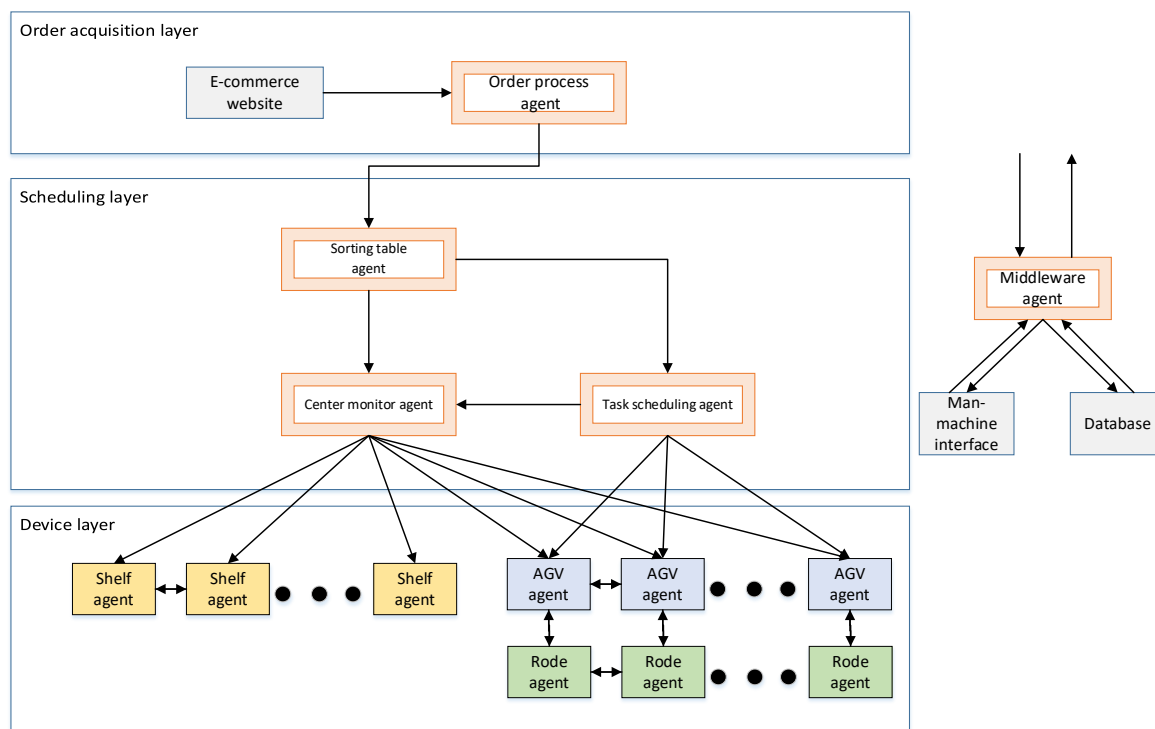 Order acquisition layer
E-commerce
website
Order process
agent
Scheduling layer
Sorting table
agent
Center monitor agent
Task scheduling agent
Middleware
agent
Man-
machine
interface
Database
Device layer
Shelf
agent
Shelf
agent
Shelf
agent
AGV
agent
AGV
agent
AGV
agent
Rode
agent
Rode
agent
Rode
agent